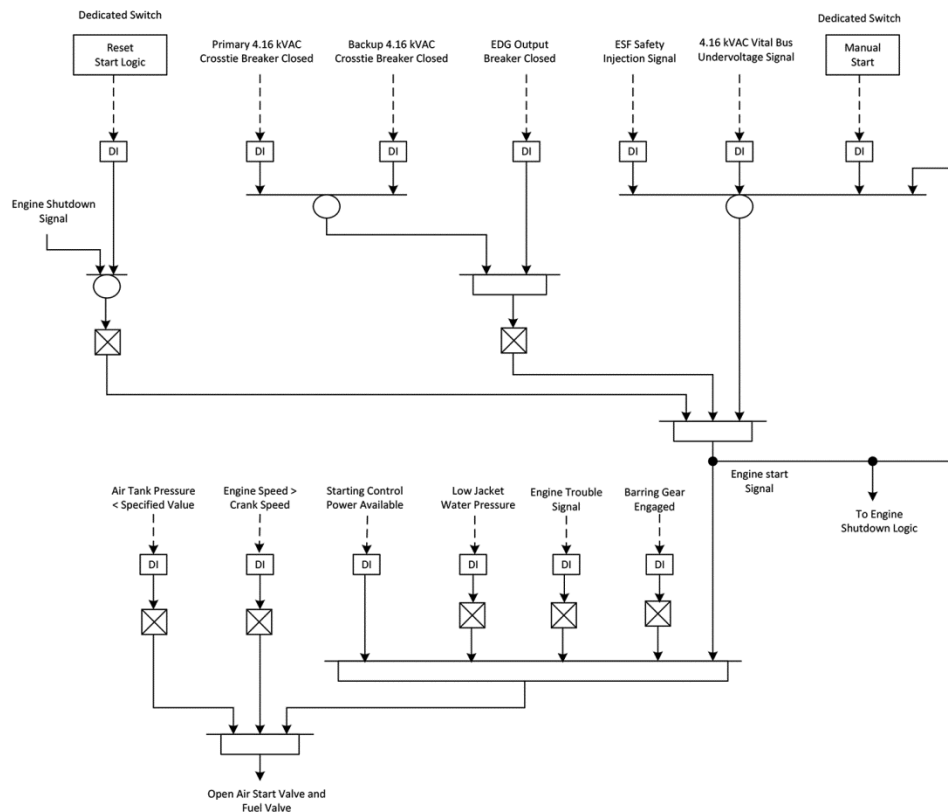 Dedicated Switch
Reset
Start Logic
Primary 4.16 kVAC
Crosstie Breaker Closed
Backup 4.16 kVAC
Crosstie Breaker Closed
EDG Output
Breaker Closed
ESF Safety
Injection Signal
4.16 kVAC Vital Bus
Undervoltage Signal
Dedicated Switch
Manual
Start
DI
DI
DI
DI
DI
DI
DI
Engine Shutdown
Signal
Engine start
Signal
To Engine
Shutdown Logic
Air Tank Pressure
< Specified Value
Engine Speed >
Crank Speed
Starting Control
Power Available
Low Jacket
Water Pressure
Engine Trouble
Signal
Barring Gear
Engaged
DI
DI
DI
DI
DI
DI
Open Air Start Valve and
Fuel Valve